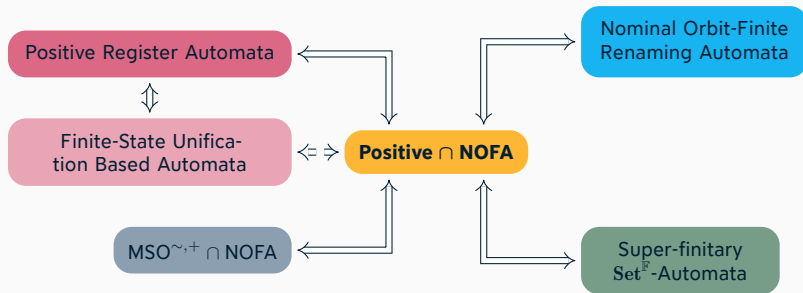 Positive Register Automata
Nominal Orbit-Finite
Renaming Automata
Finite-State Unifica-
tion Based Automata
Positive ∩ NOFA
MSO^{∼,+} ∩ NOFA
Super-finitary
Set^𝔽-Automata